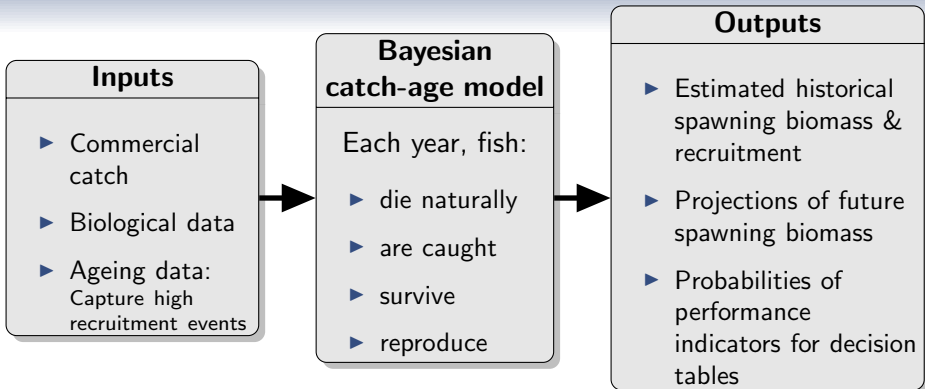 Inputs
► Commercial
catch
► Biological data
► Ageing data:
Capture high
recruitment events
Bayesian
catch-age model
Each year, fish:
► die naturally
► are caught
► survive
► reproduce
Outputs
► Estimated historical
spawning biomass &
recruitment
► Projections of future
spawning biomass
► Probabilities of
performance
indicators for decision
tables